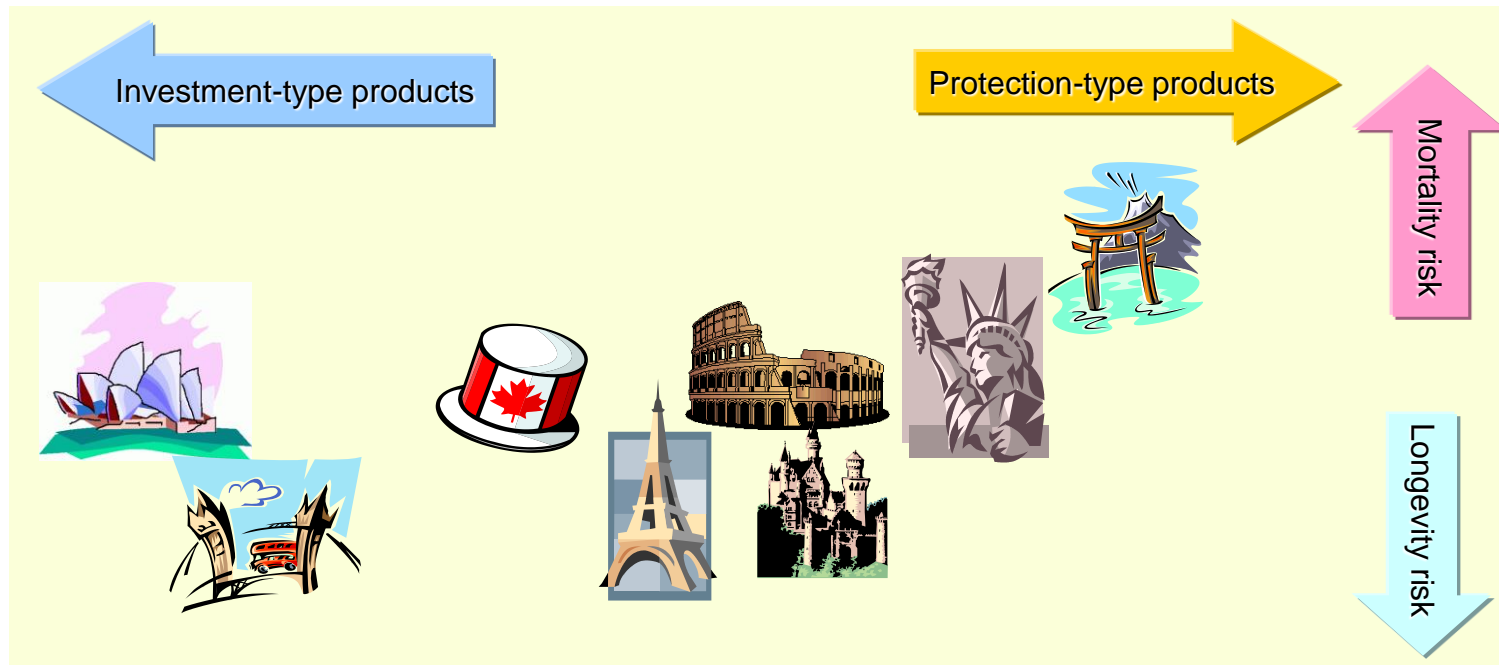 Investment-type products
Protection-type products
Mortality risk
Longevity risk